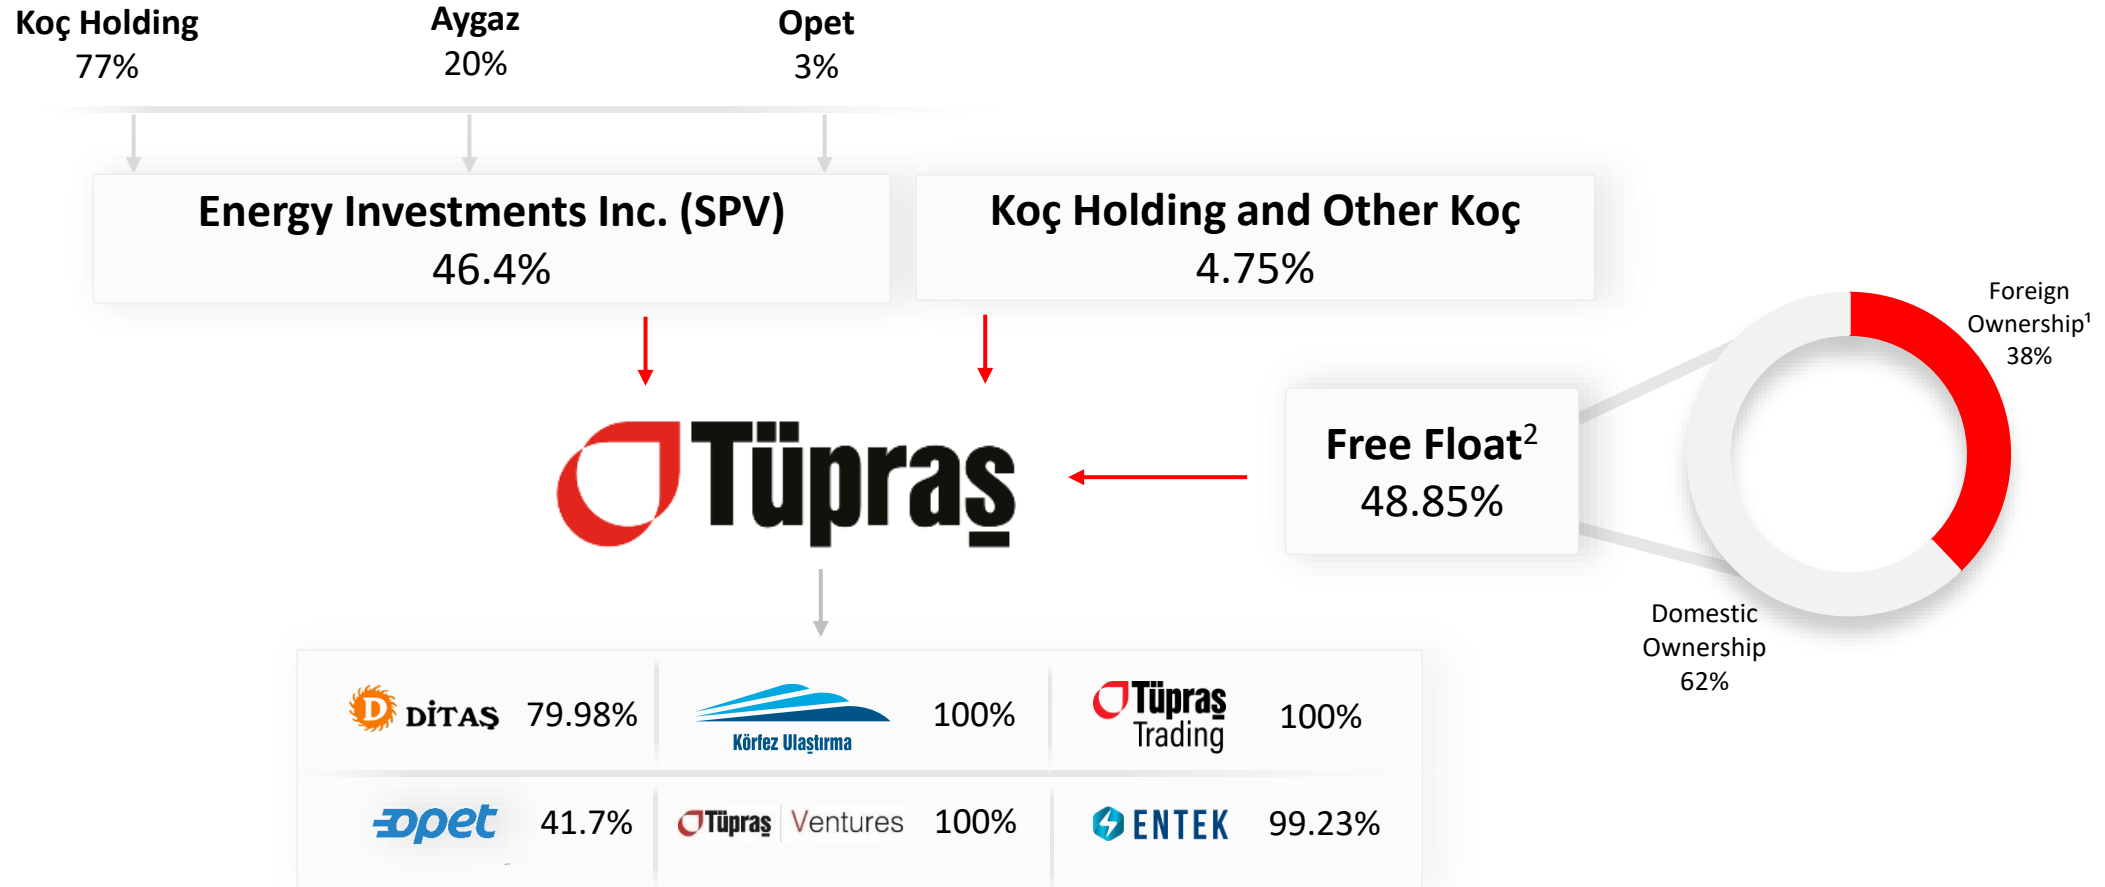 Koç Holding
77%
Aygaz
20%
Opet
3%
Energy Investments Inc. (SPV)
46.4%
Koç Holding and Other Koç
4.75%
Foreign
Ownership¹
38%
Free Float²
48.85%
Tüpraş
Domestic
Ownership
62%
D DİTAŞ 79.98%
Körfez Ulaştırma
100%
Tüpraş
Trading
100%
opet 41.7%
Tüpraş Ventures 100%
ENTEK 99.23%